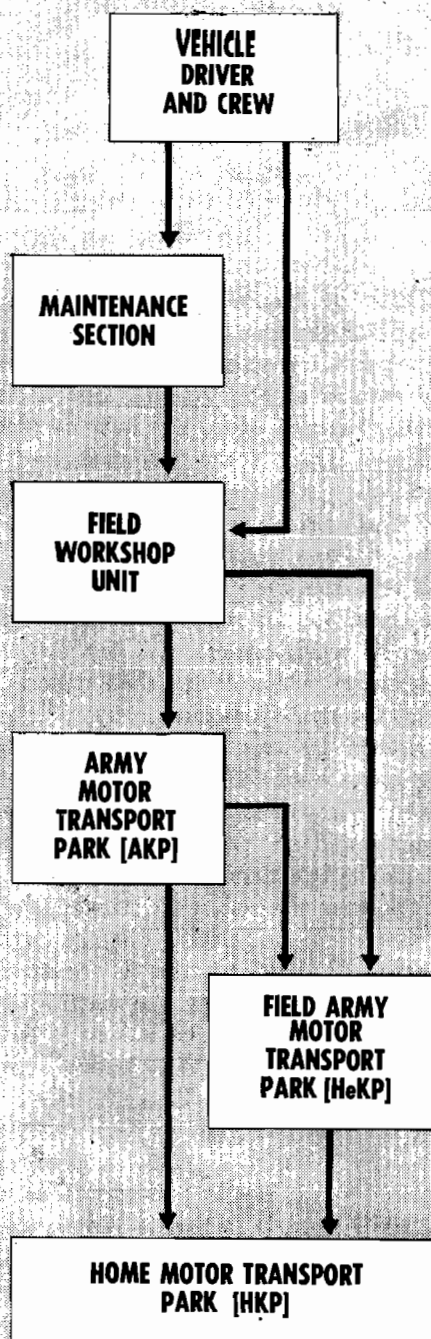 VEHICLE
DRIVER
AND CREW
MAINTENANCE
SECTION
FIELD
WORKSHOP
UNIT
ARMY
MOTOR
TRANSPORT
PARK [AKP]
FIELD ARMY
MOTOR
TRANSPORT
PARK [HeKP]
HOME MOTOR TRANSPORT
PARK [HKP]